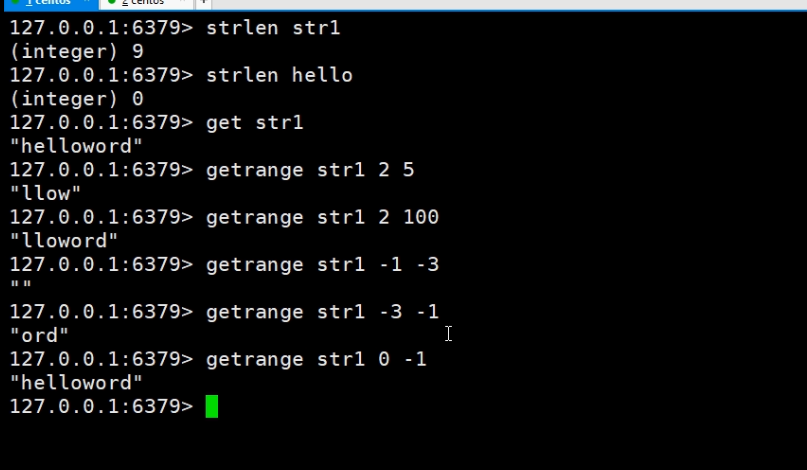 1 centos 2 centos +
127.0.0.1:6379> strlen str1
(integer) 9
127.0.0.1:6379> strlen hello
(integer) 0
127.0.0.1:6379> get str1
"helloword"
127.0.0.1:6379> getrange str1 2 5
"llow"
127.0.0.1:6379> getrange str1 2 100
"lloword"
127.0.0.1:6379> getrange str1 -1 -3
""
127.0.0.1:6379> getrange str1 -3 -1
"ord"
127.0.0.1:6379> getrange str1 0 -1
"helloword"
127.0.0.1:6379>